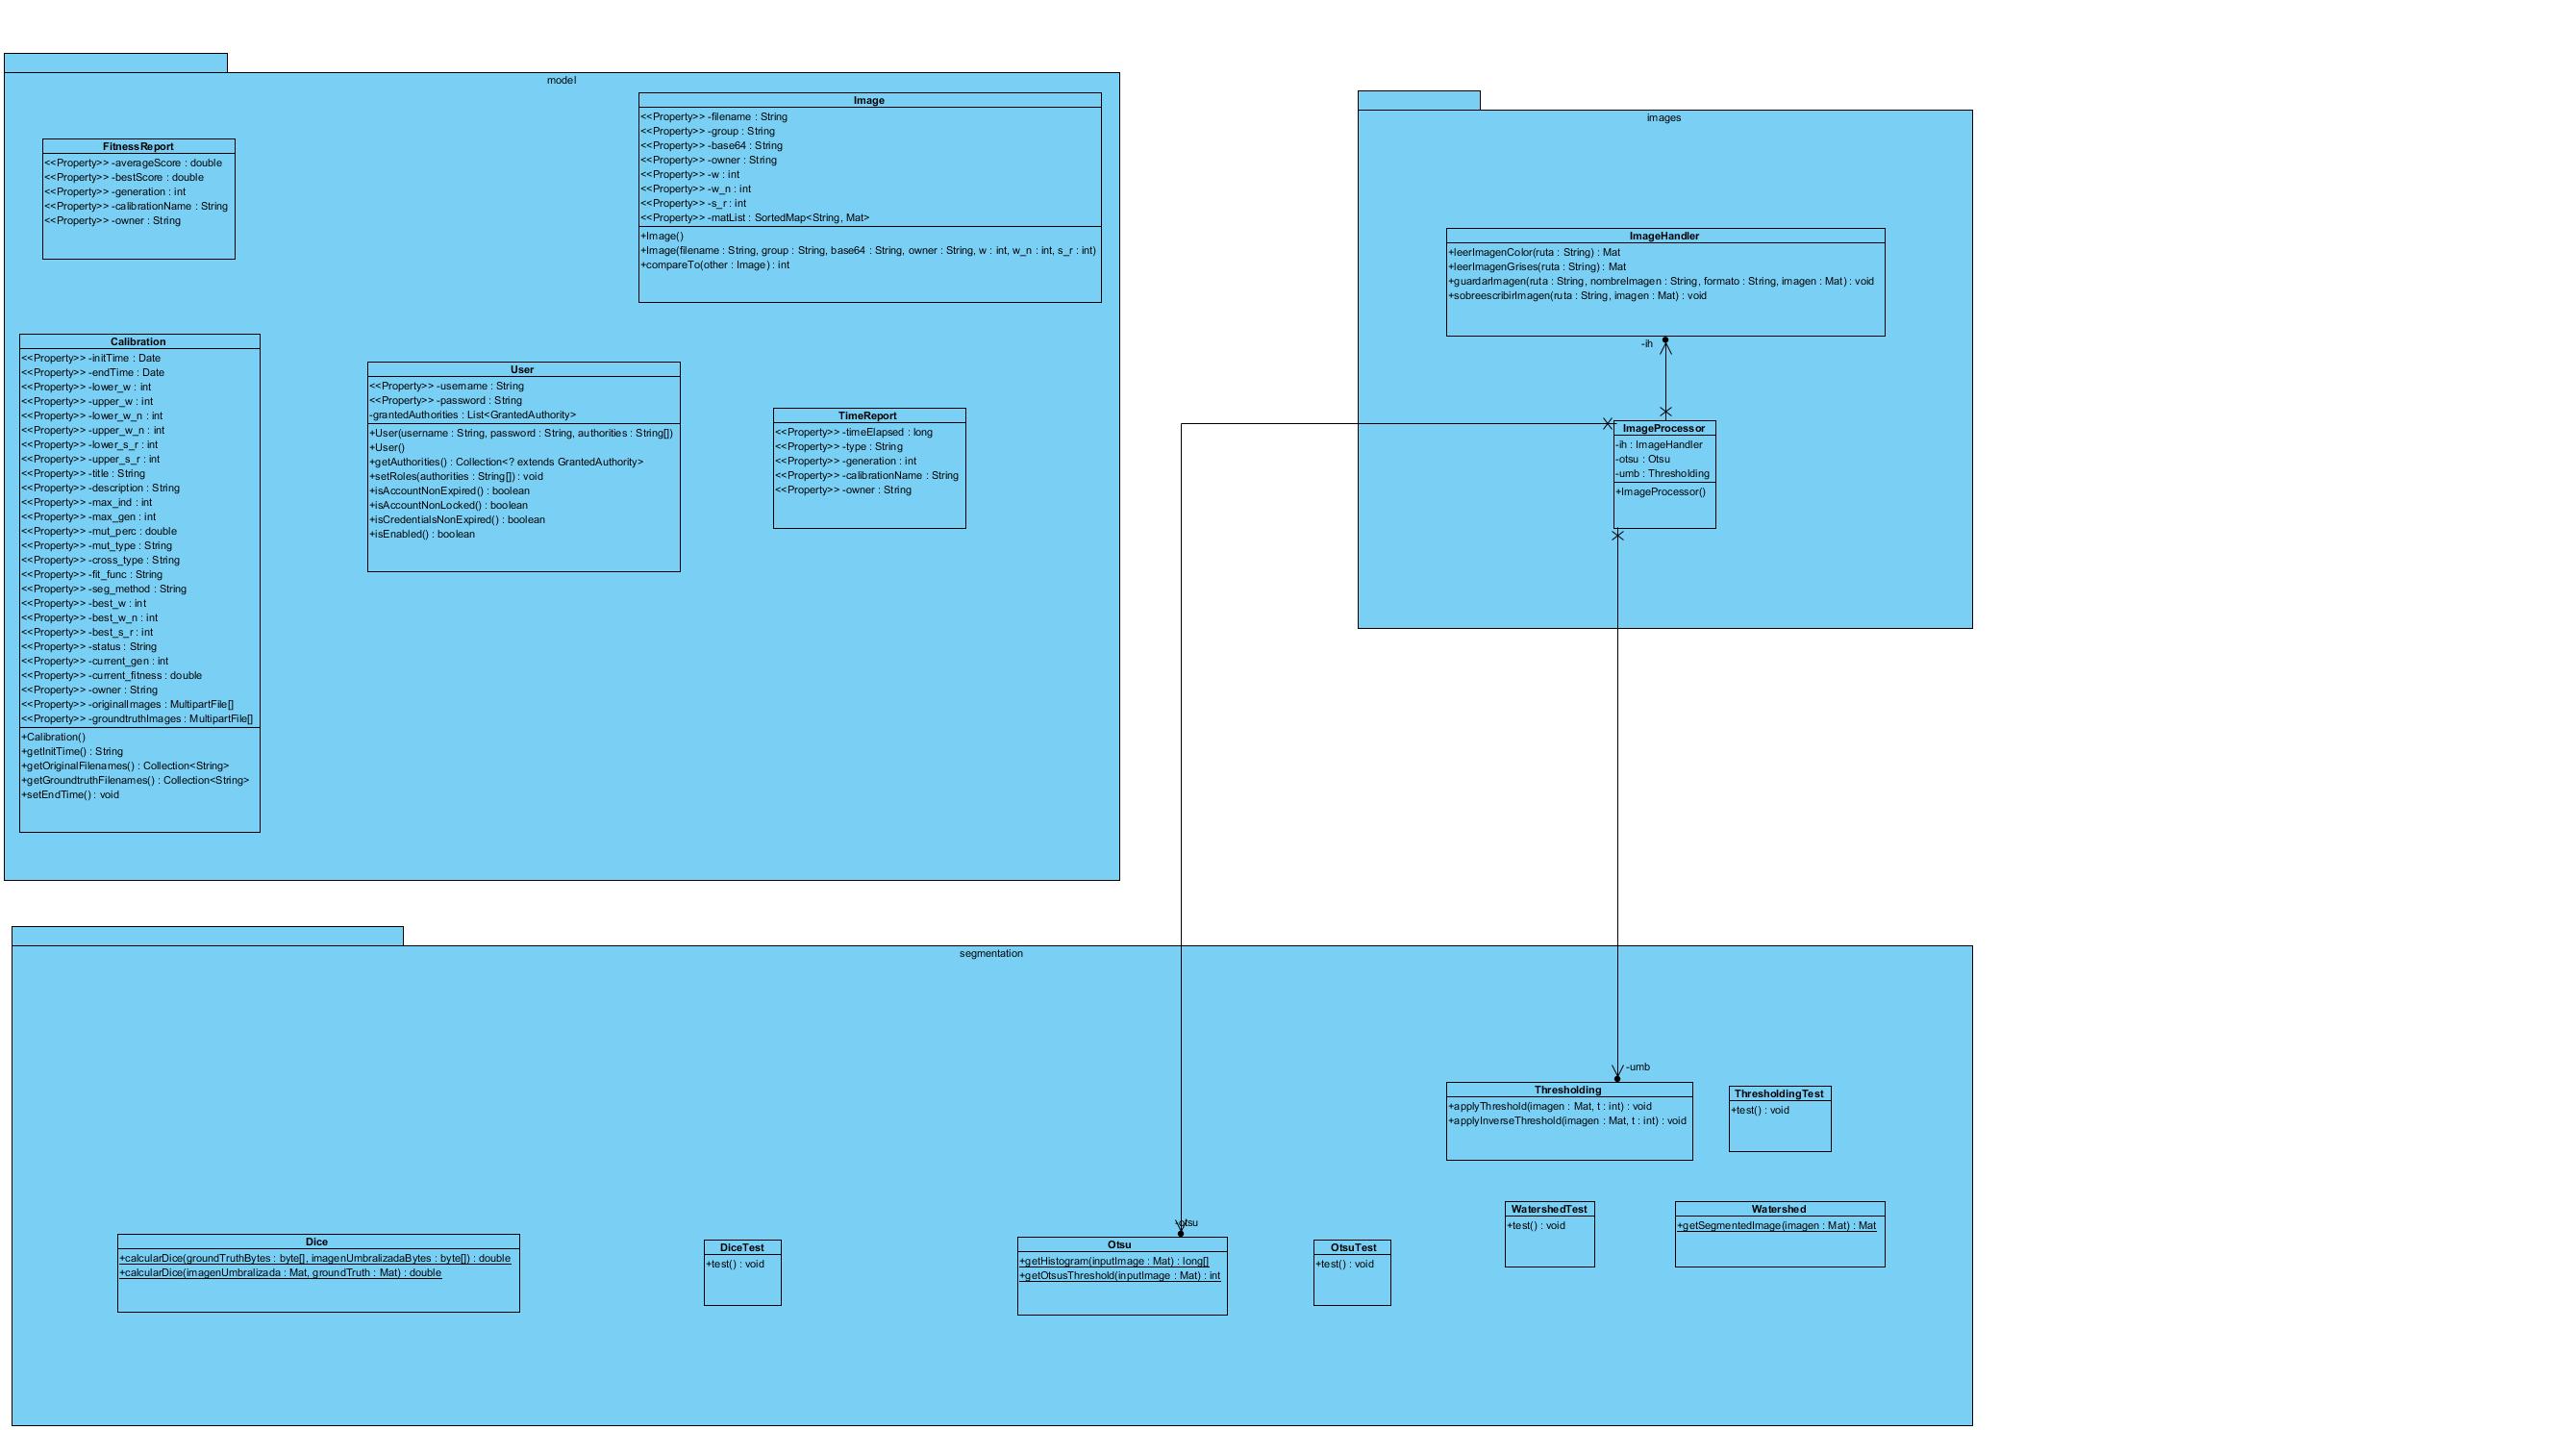 model
FitnessReport
<<Property>> -averageScore : double
<<Property>> -bestScore : double
<<Property>> -generation : int
<<Property>> -calibrationName : String
<<Property>> -owner : String
Image
<<Property>> -filename : String
<<Property>> -group : String
<<Property>> -base64 : String
<<Property>> -owner : String
<<Property>> -w : int
<<Property>> -w_n : int
<<Property>> -s_r : int
<<Property>> -matList : SortedMap<String, Mat>
+Image()
+Image(filename : String, group : String, base64 : String, owner : String, w : int, w_n : int, s_r : int)
+compareTo(other : Image) : int
Calibration
<<Property>> -initTime : Date
<<Property>> -endTime : Date
<<Property>> -lower_w : int
<<Property>> -upper_w : int
<<Property>> -lower_w_n : int
<<Property>> -upper_w_n : int
<<Property>> -lower_s_r : int
<<Property>> -upper_s_r : int
<<Property>> -title : String
<<Property>> -description : String
<<Property>> -max_ind : int
<<Property>> -max_gen : int
<<Property>> -mut_perc : double
<<Property>> -mut_type : String
<<Property>> -cross_type : String
<<Property>> -fit_func : String
<<Property>> -seg_method : String
<<Property>> -best_w : int
<<Property>> -best_w_n : int
<<Property>> -best_s_r : int
<<Property>> -status : String
<<Property>> -current_gen : int
<<Property>> -current_fitness : double
<<Property>> -owner : String
<<Property>> -originalImages : MultipartFile[]
<<Property>> -groundtruthImages : MultipartFile[]
+Calibration()
+getInitTime() : String
+getOriginalFilenames() : Collection<String>
+getGroundtruthFilenames() : Collection<String>
+setEndTime() : void
User
<<Property>> -username : String
<<Property>> -password : String
-grantedAuthorities : List<GrantedAuthority>
+User(username : String, password : String, authorities : String[])
+User()
+getAuthorities() : Collection<? extends GrantedAuthority>
+setRoles(authorities : String[]) : void
+isAccountNonExpired() : boolean
+isAccountNonLocked() : boolean
+isCredentialsNonExpired() : boolean
+isEnabled() : boolean
TimeReport
<<Property>> -timeElapsed : long
<<Property>> -type : String
<<Property>> -generation : int
<<Property>> -calibrationName : String
<<Property>> -owner : String
images
ImageHandler
+leerImagenColor(ruta : String) : Mat
+leerImagenGrises(ruta : String) : Mat
+guardarImagen(ruta : String, nombreImagen : String, formato : String, imagen : Mat) : void
+sobreescribirImagen(ruta : String, imagen : Mat) : void
-ih
ImageProcessor
-ih : ImageHandler
-otsu : Otsu
-umb : Thresholding
+ImageProcessor()
segmentation
-umb
Thresholding
+applyThreshold(imagen : Mat, t : int) : void
+applyInverseThreshold(imagen : Mat, t : int) : void
ThresholdingTest
+test() : void
WatershedTest
+test() : void
Watershed
+getSegmentedImage(imagen : Mat) : Mat
Dice
+calcularDice(groundTruthBytes : byte[], imagenUmbralizadaBytes : byte[]) : double
+calcularDice(imagenUmbralizada : Mat, groundTruth : Mat) : double
DiceTest
+test() : void
-otsu
Otsu
+getHistogram(inputImage : Mat) : long[]
+getOtsusThreshold(inputImage : Mat) : int
OtsuTest
+test() : void